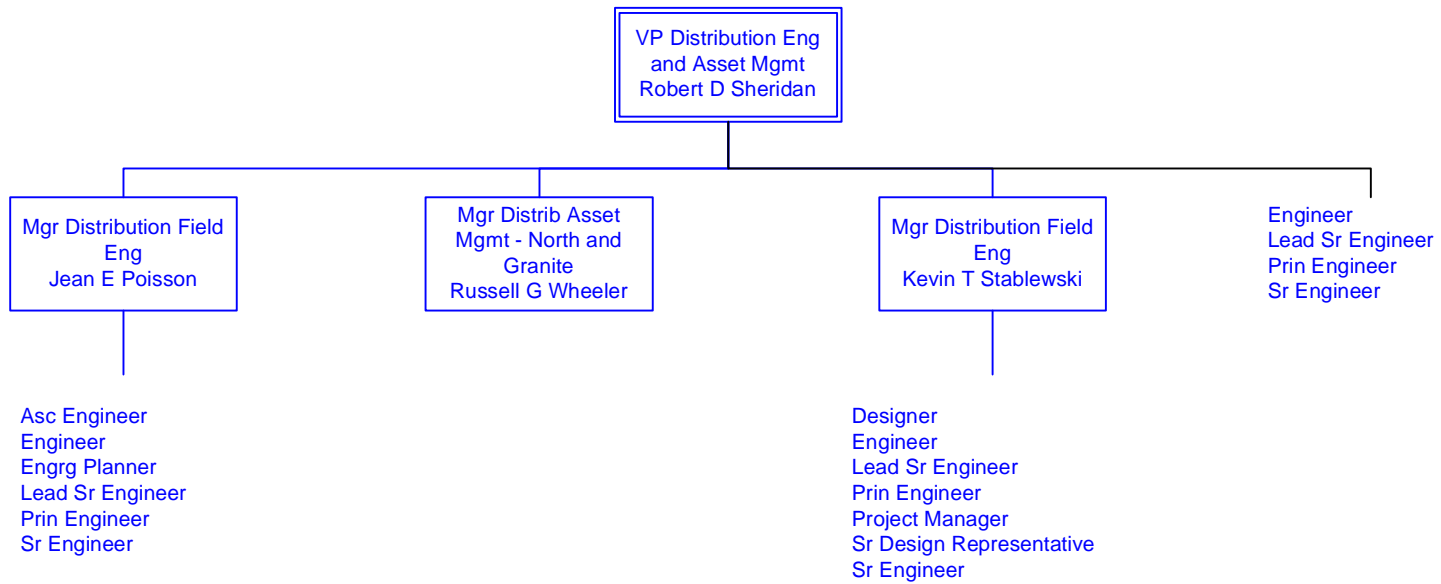 VP Distribution Eng
and Asset Mgmt
Robert D Sheridan
Mgr Distribution Field
Eng
Jean E Poisson
Mgr Distrib Asset
Mgmt - North and
Granite
Russell G Wheeler
Mgr Distribution Field
Eng
Kevin T Stablewski
Engineer
Lead Sr Engineer
Prin Engineer
Sr Engineer
Asc Engineer
Engineer
Engrg Planner
Lead Sr Engineer
Prin Engineer
Sr Engineer
Designer
Engineer
Lead Sr Engineer
Prin Engineer
Project Manager
Sr Design Representative
Sr Engineer